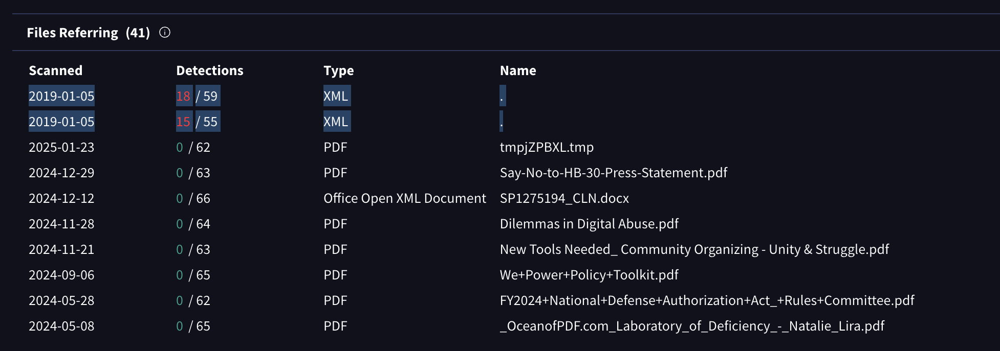 Files Referring (41)
Scanned Detections Type Name
2019-01-05 18 / 59 XML .
2019-01-05 15 / 55 XML .
2025-01-23 0 / 62 PDF tmpjZPBXL.tmp
2024-12-29 0 / 63 PDF Say-No-to-HB-30-Press-Statement.pdf
2024-12-12 0 / 66 Office Open XML Document SP1275194_CLN.docx
2024-11-28 0 / 64 PDF Dilemmas in Digital Abuse.pdf
2024-11-21 0 / 63 PDF New Tools Needed_ Community Organizing - Unity & Struggle.pdf
2024-09-06 0 / 65 PDF We+Power+Policy+Toolkit.pdf
2024-05-28 0 / 62 PDF FY2024+National+Defense+Authorization+Act_+Rules+Committee.pdf
2024-05-08 0 / 65 PDF _OceanofPDF.com_Laboratory_of_Deficiency_-_Natalie_Lira.pdf